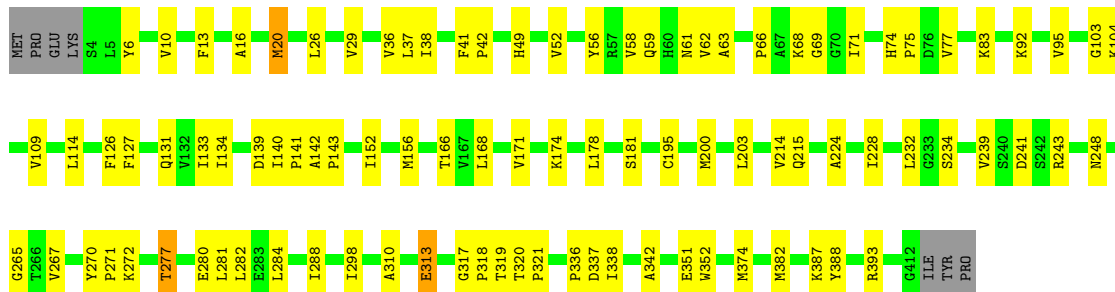 MET PRO GLU LYS S4 L5 Y6 V10 F13 A16 M20 L26 V29 V36 L37 I38 F41 P42 H49 V52 Y56 R57 V58 Q59 H60 N61 V62 A63 P66 A67 K68 G69 G70 I71 H74 P75 D76 V77 K83 K92 V95 G103
V109 L114 F126 F127 Q131 V132 I133 I134 D139 I140 P141 A142 P143 I152 M156 T166 V167 L168 V171 K174 L178 S181 C195 M200 L203 V214 Q215 A224 I228 L232 G233 S234 V239 S240 D241 S242 R243 N248
G265 T266 V267 Y270 P271 K272 T277 E280 L281 L282 E283 L284 I288 I298 A310 E313 G317 P318 T319 T320 P321 P336 D337 I338 A342 E351 W352 M374 M382 K387 Y388 R393 G412 ILE TYR PRO